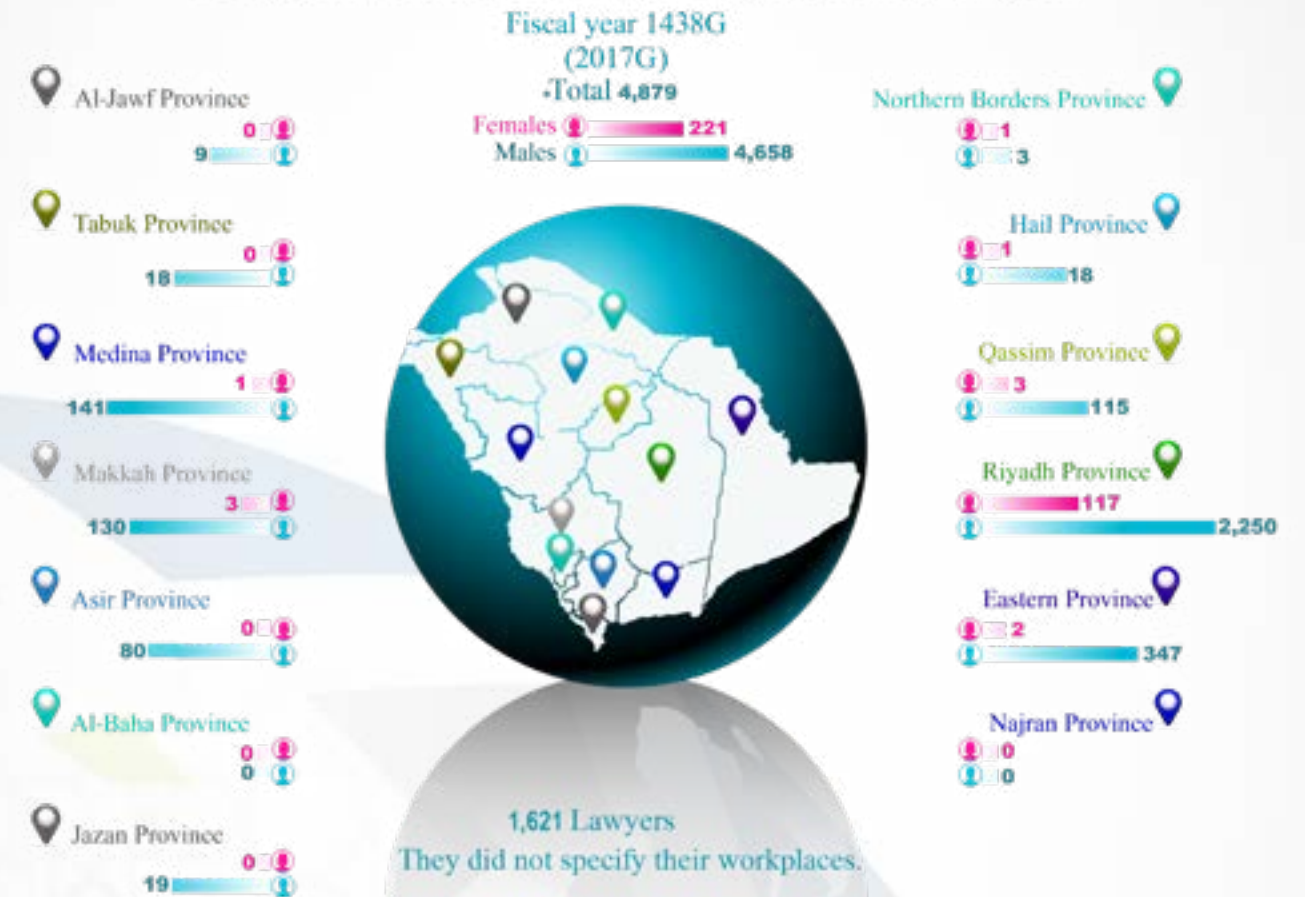 Fiscal year 1438G
(2017G)
Total 4,879
Females 221
Males 4,658
Al-Jawf Province
0
9
Tabuk Province
0
18
Medina Province
1
141
Makkah Province
3
130
Asir Province
0
80
Al-Baha Province
0
0
Jazan Province
0
19
Northern Borders Province
1
3
Hail Province
1
18
Qassim Province
3
115
Riyadh Province
117
2,250
Eastern Province
2
347
Najran Province
0
0
1,621 Lawyers
They did not specify their workplaces.